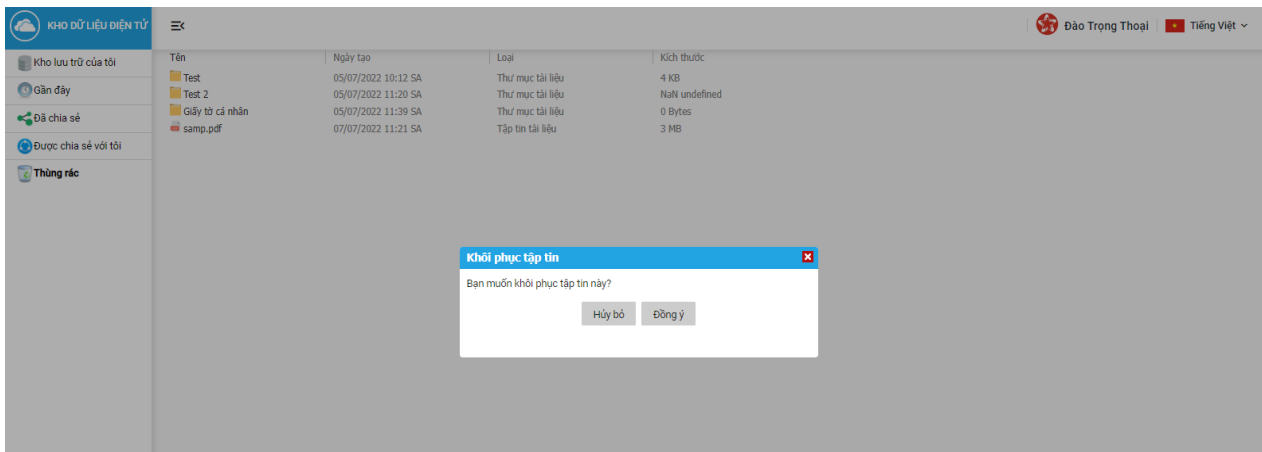 KHO DỮ LIỆU ĐIỆN TỬ
Đào Trọng Thoại
Tiếng Việt
Kho lưu trữ của tôi
Gần đây
Đã chia sẻ
Được chia sẻ với tôi
Thùng rác
Tên Ngày tạo Loại Kích thước
Test 05/07/2022 10:12 SA Thư mục tài liệu 4 KB
Test 2 05/07/2022 11:20 SA Thư mục tài liệu NaN undefined
Giấy tờ cá nhân 05/07/2022 11:39 SA Thư mục tài liệu 0 Bytes
samp.pdf 07/07/2022 11:21 SA Tập tin tài liệu 3 MB
Khôi phục tập tin
Bạn muốn khôi phục tập tin này?
Hủy bỏ Đồng ý